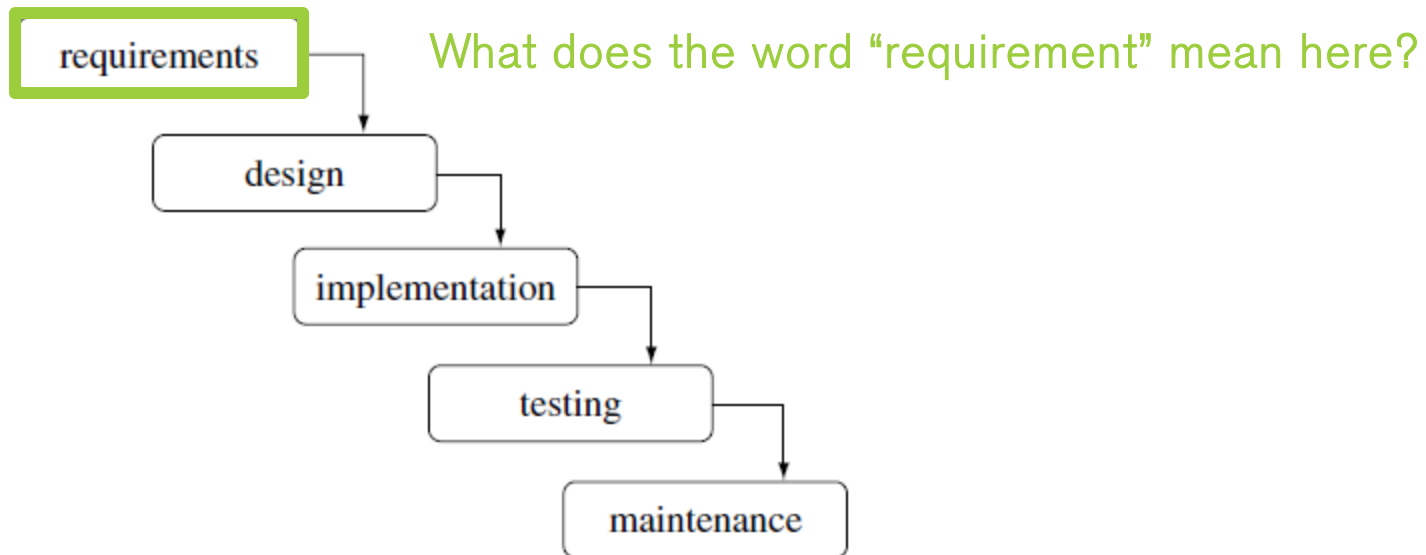 requirements
What does the word “requirement” mean here?
design
implementation
testing
maintenance